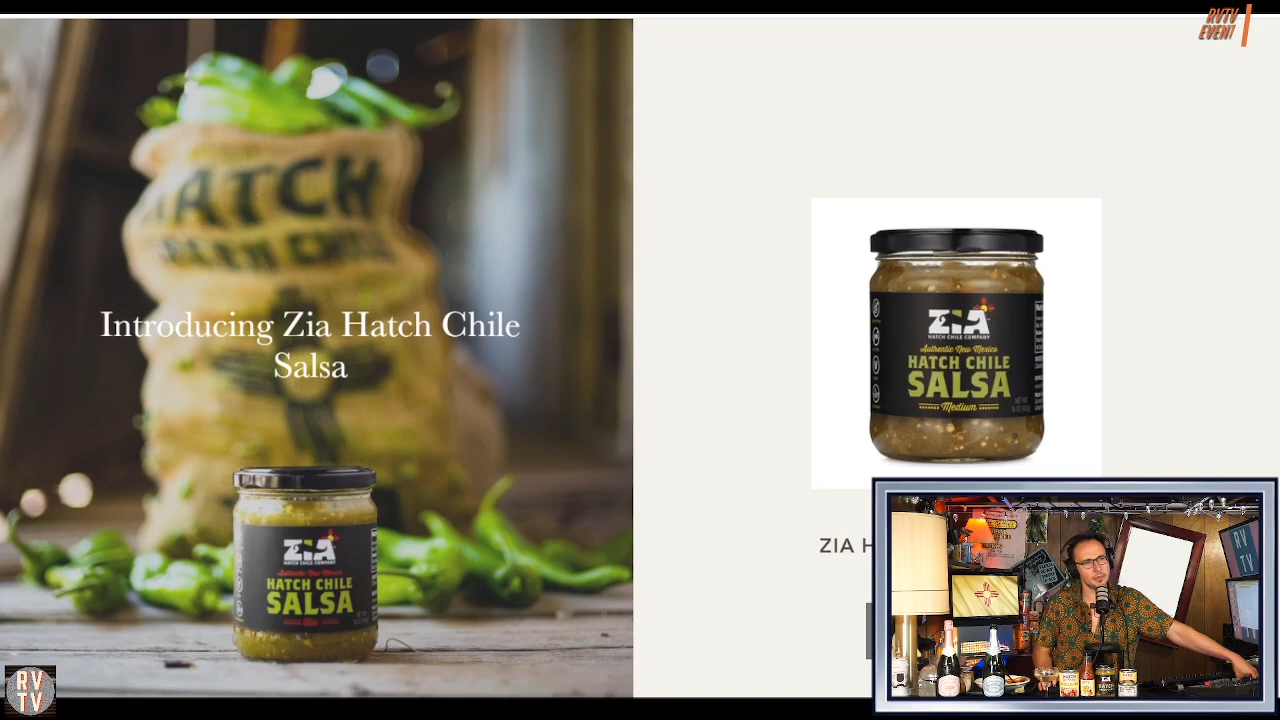 RVTV
EVENT
HATCH
Introducing Zia Hatch Chile
Salsa
ZIA
HATCH CHILE COMPANY
Authentic New Mexico
HATCH CHILE
SALSA
Medium
ZIA
HATCH CHILE COMPANY
Authentic New Mexico
HATCH CHILE
SALSA
ZIA H
RV
TV
RV
TV